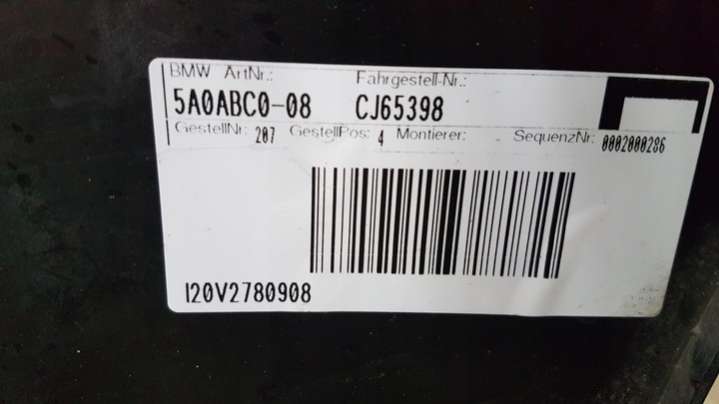 BMW ArtNr.: Fahrgestell-Nr.:
5A0ABC0-08 CJ65398
GestellNr: 207 GestellPos: 4 Montierer: SequenzNr: 0002000286
I20V2780908